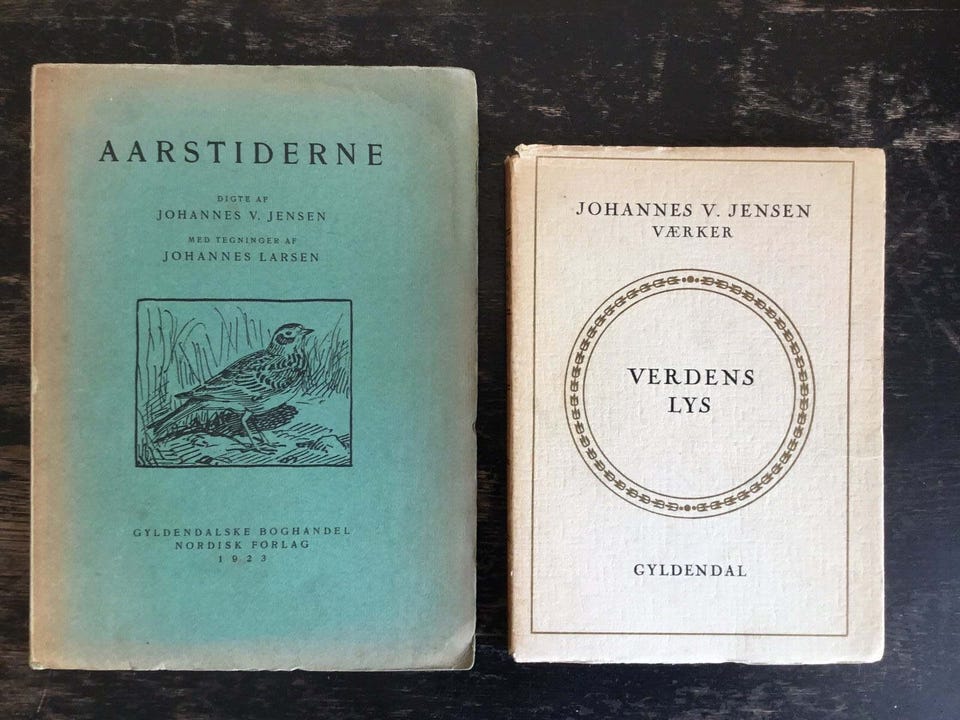 AARSTIDERNE
DIGTE AF
JOHANNES V. JENSEN
MED TEGNINGER AF
JOHANNES LARSEN
GYLDENDALSKE BOGHANDEL
NORDISK FORLAG
1923
JOHANNES V. JENSEN
VÆRKER
VERDENS
LYS
GYLDENDAL